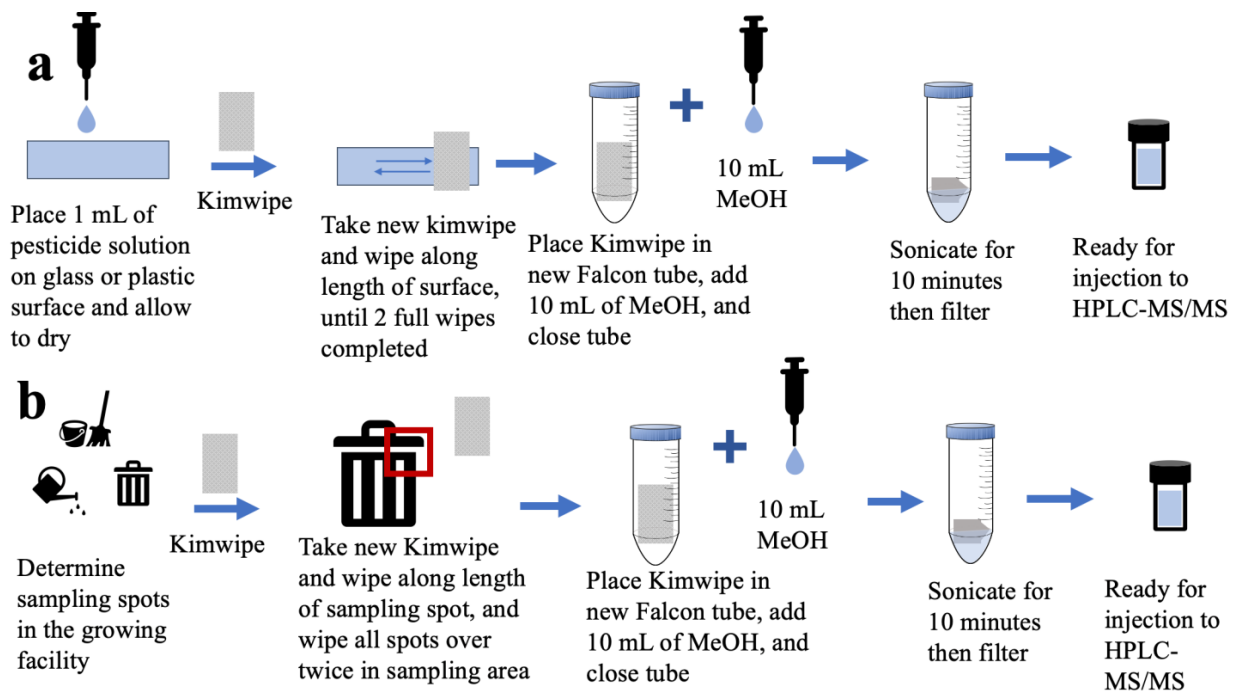 a
Kimwipe
10 mL
MeOH
Place 1 mL of
pesticide solution
on glass or plastic
surface and allow
to dry
Take new kimwipe
and wipe along
length of surface,
until 2 full wipes
completed
Place Kimwipe in
new Falcon tube, add
10 mL of MeOH, and
close tube
Sonicate for
10 minutes
then filter
Ready for
injection to
HPLC-MS/MS
b
Kimwipe
10 mL
MeOH
Determine
sampling spots
in the growing
facility
Take new Kimwipe
and wipe along length
of sampling spot, and
wipe all spots over
twice in sampling area
Place Kimwipe in
new Falcon tube, add
10 mL of MeOH, and
close tube
Sonicate for
10 minutes
then filter
Ready for
injection to
HPLC-
MS/MS